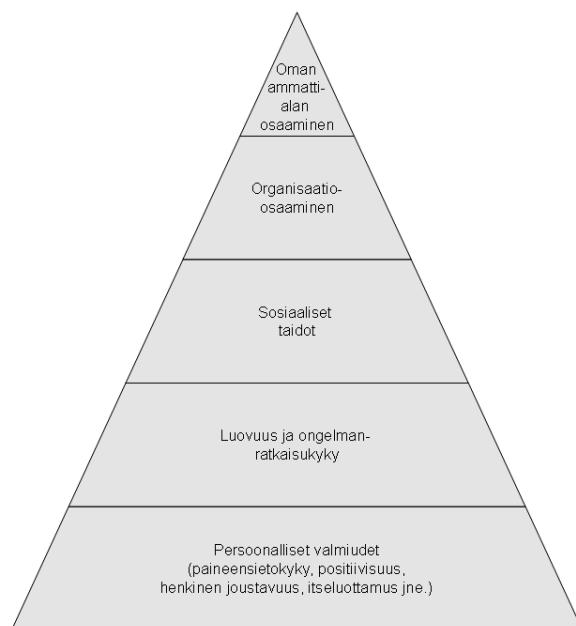 Oman
ammatti-
alan
osaaminen
Organisaatio-
osaaminen
Sosiaaliset
taidot
Luovuus ja ongelman-
ratkaisukyky
Persoonalliset valmiudet
(paineensietokyky, positiivisuus,
henkinen joustavuus, itseluottamus jne.)